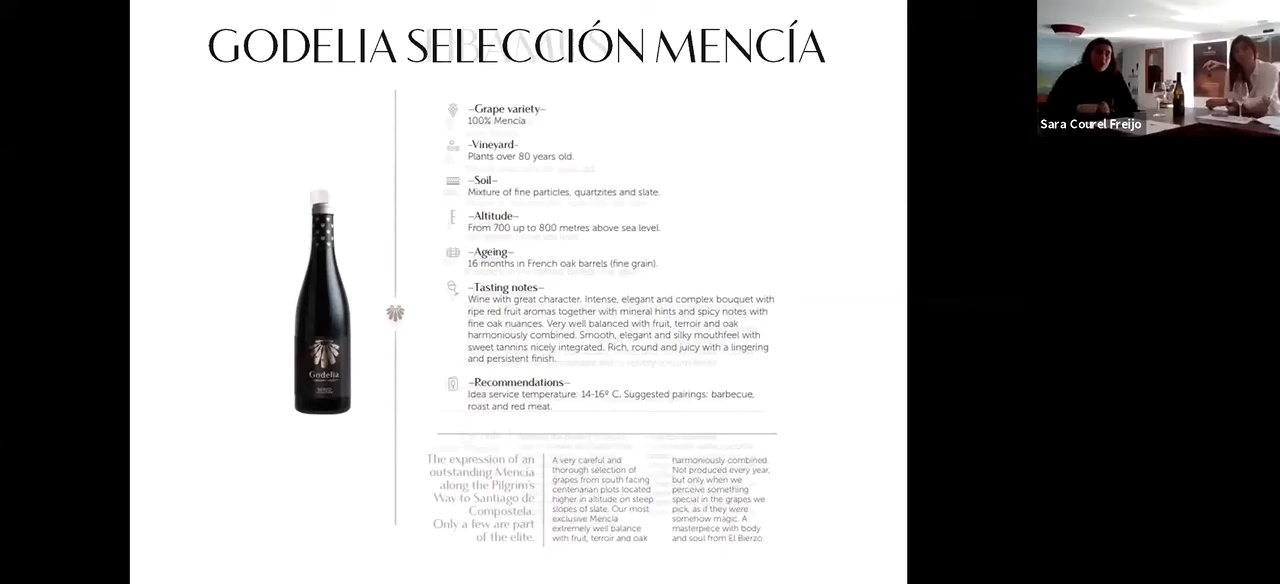 GODELIA SELECCIÓN MENCÍA
Sara Courel Freijo
–Grape variety–
100% Mencía
–Vineyard–
Plants over 80 years old.
–Soil–
Mixture of fine particles, quartzites and slate.
–Altitude–
From 700 up to 800 metres above sea level.
–Ageing–
16 months in French oak barrels (fine grain).
–Tasting notes–
Wine with great character. Intense, elegant and complex bouquet with
ripe red fruit aromas together with mineral hints and spicy notes with
fine oak nuances. Very well balanced with fruit, terroir and oak
harmoniously combined. Smooth, elegant and silky mouthfeel with
sweet tannins nicely integrated. Rich, round and juicy with a lingering
and persistent finish.
–Recommendations–
Idea service temperature: 14-16º C. Suggested pairings: barbecue,
roast and red meat.
Godelia
The expression of an
outstanding Mencía
along the Pilgrim's
Way to Santiago de
Compostela.
Only a few are part
of the elite.
A very careful and
thorough selection of
grapes from south facing
centenarian plots located
higher in altitude on steep
slopes of slate. Our most
exclusive Mencía
extremely well balance
with fruit, terroir and oak
harmoniously combined.
Not produced every year,
but only when we
perceive something
special in the grapes we
pick, as if they were
somehow magic. A
masterpiece with body
and soul from El Bierzo.